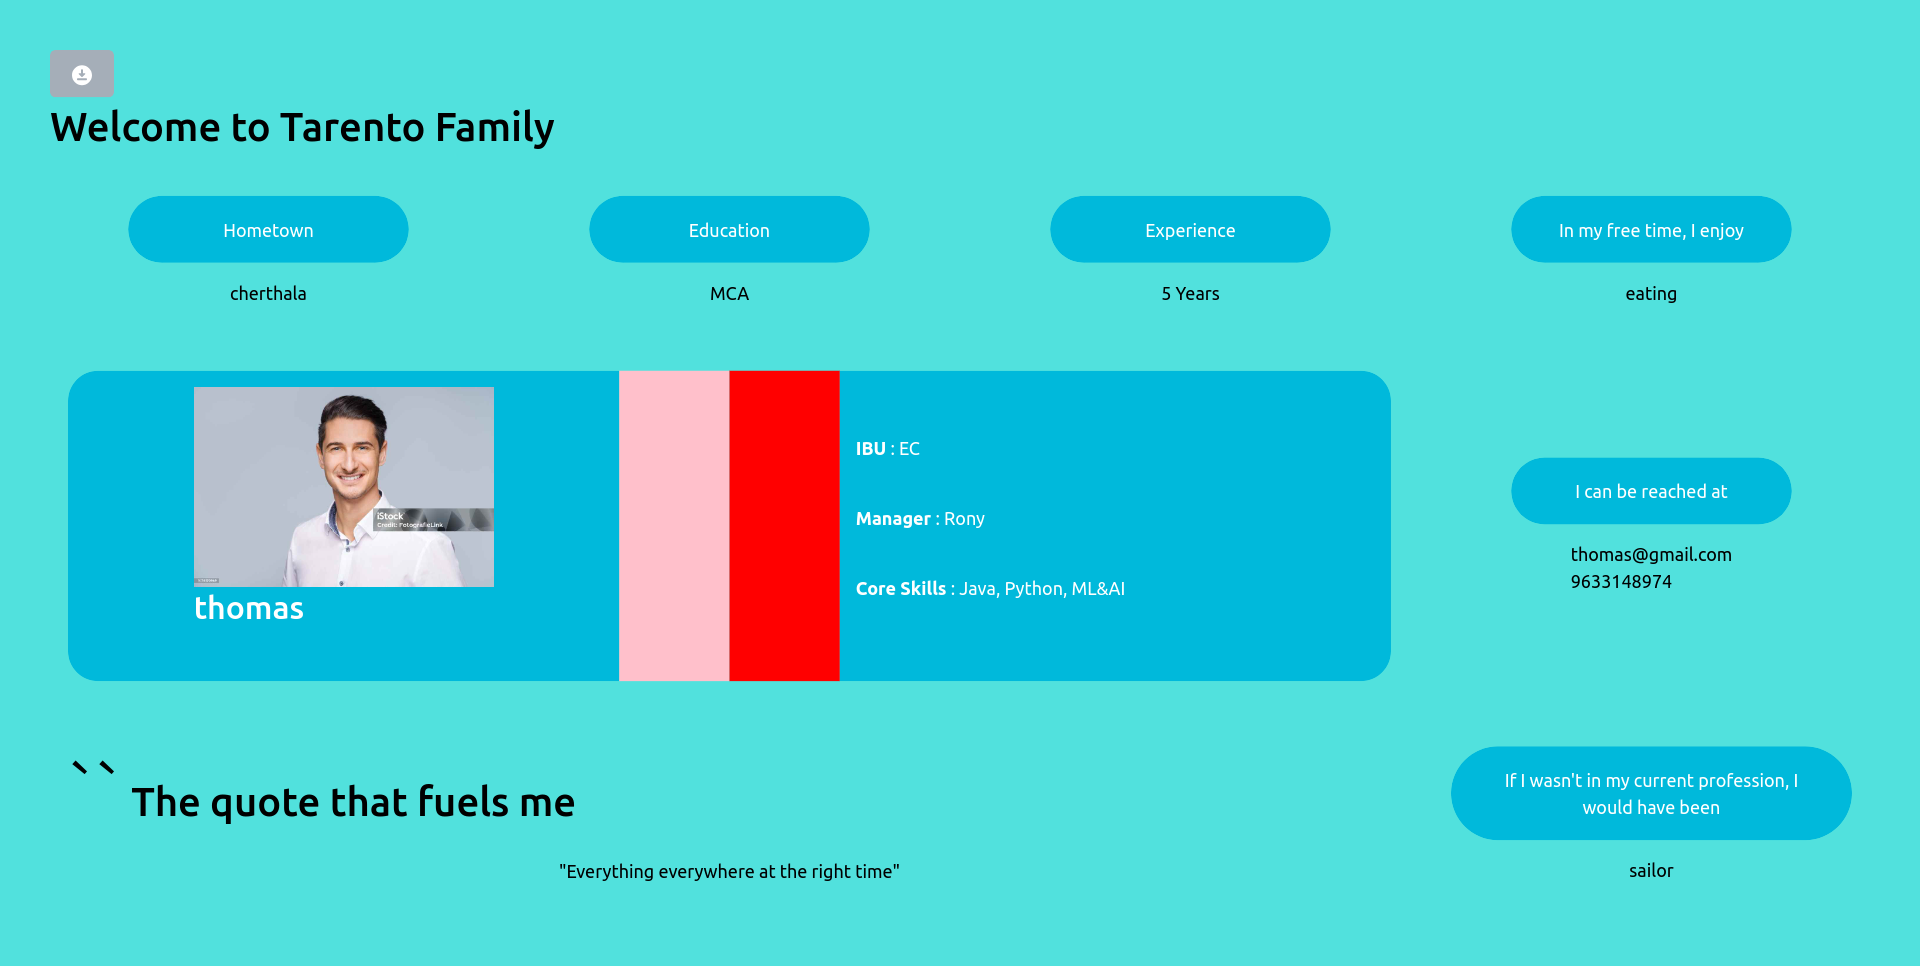 Welcome to Tarento Family
Hometown
Education
Experience
In my free time, I enjoy
cherthala
MCA
5 Years
eating
iStock
Credit: FotografieLink
thomas
IBU : EC
Manager : Rony
Core Skills : Java, Python, ML&AI
I can be reached at
thomas@gmail.com
9633148974
The quote that fuels me
"Everything everywhere at the right time"
If I wasn't in my current profession, I
would have been
sailor